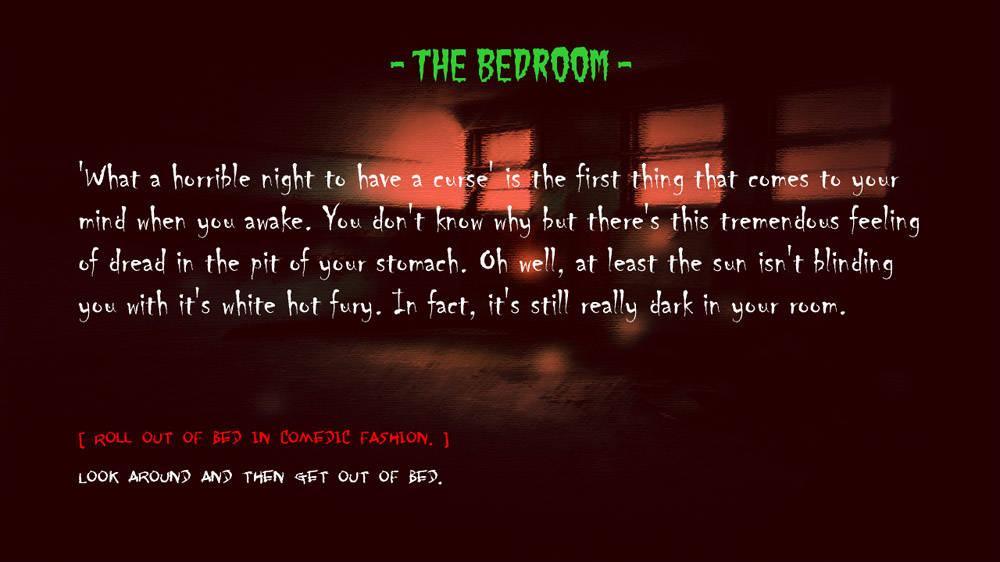 - THE BEDROOM -
'What a horrible night to have a curse' is the first thing that comes to your
mind when you awake. You don't know why but there's this tremendous feeling
of dread in the pit of your stomach. Oh well, at least the sun isn't blinding
you with it's white hot fury. In fact, it's still really dark in your room.
[ ROLL OUT OF BED IN COMEDIC FASHION. ]
LOOK AROUND AND THEN GET OUT OF BED.